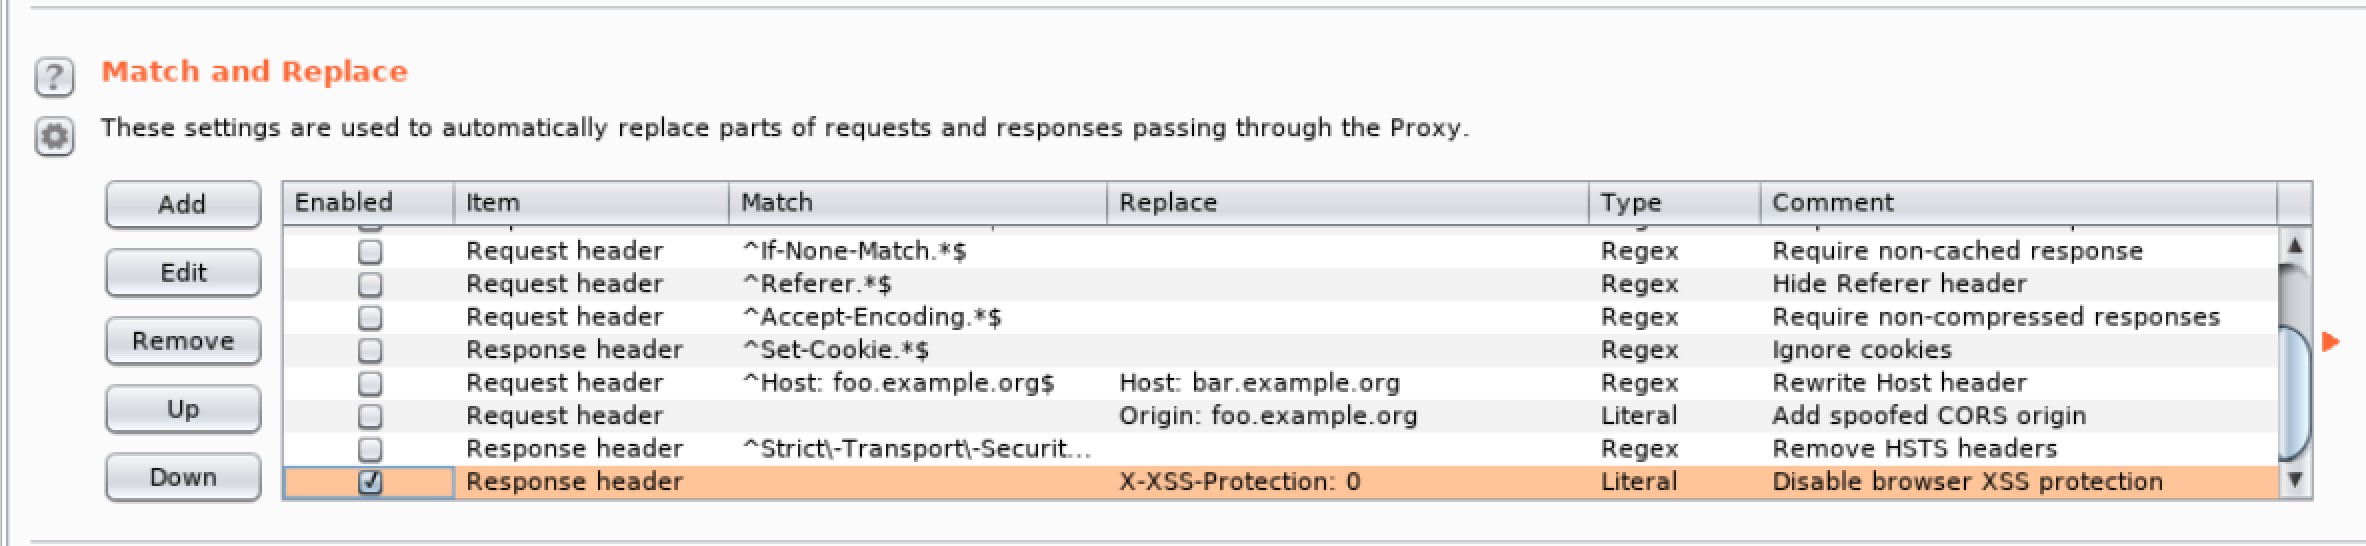 ?
Match and Replace
These settings are used to automatically replace parts of requests and responses passing through the Proxy.
Add
Edit
Remove
Up
Down
Enabled Item Match Replace Type Comment
Request header ^If-None-Match.*$ Regex Require non-cached response
Request header ^Referer.*$ Regex Hide Referer header
Request header ^Accept-Encoding.*$ Regex Require non-compressed responses
Response header ^Set-Cookie.*$ Regex Ignore cookies
Request header ^Host: foo.example.org$ Host: bar.example.org Regex Rewrite Host header
Request header Origin: foo.example.org Literal Add spoofed CORS origin
Response header ^Strict\-Transport\-Securit... Regex Remove HSTS headers
Response header X-XSS-Protection: 0 Literal Disable browser XSS protection